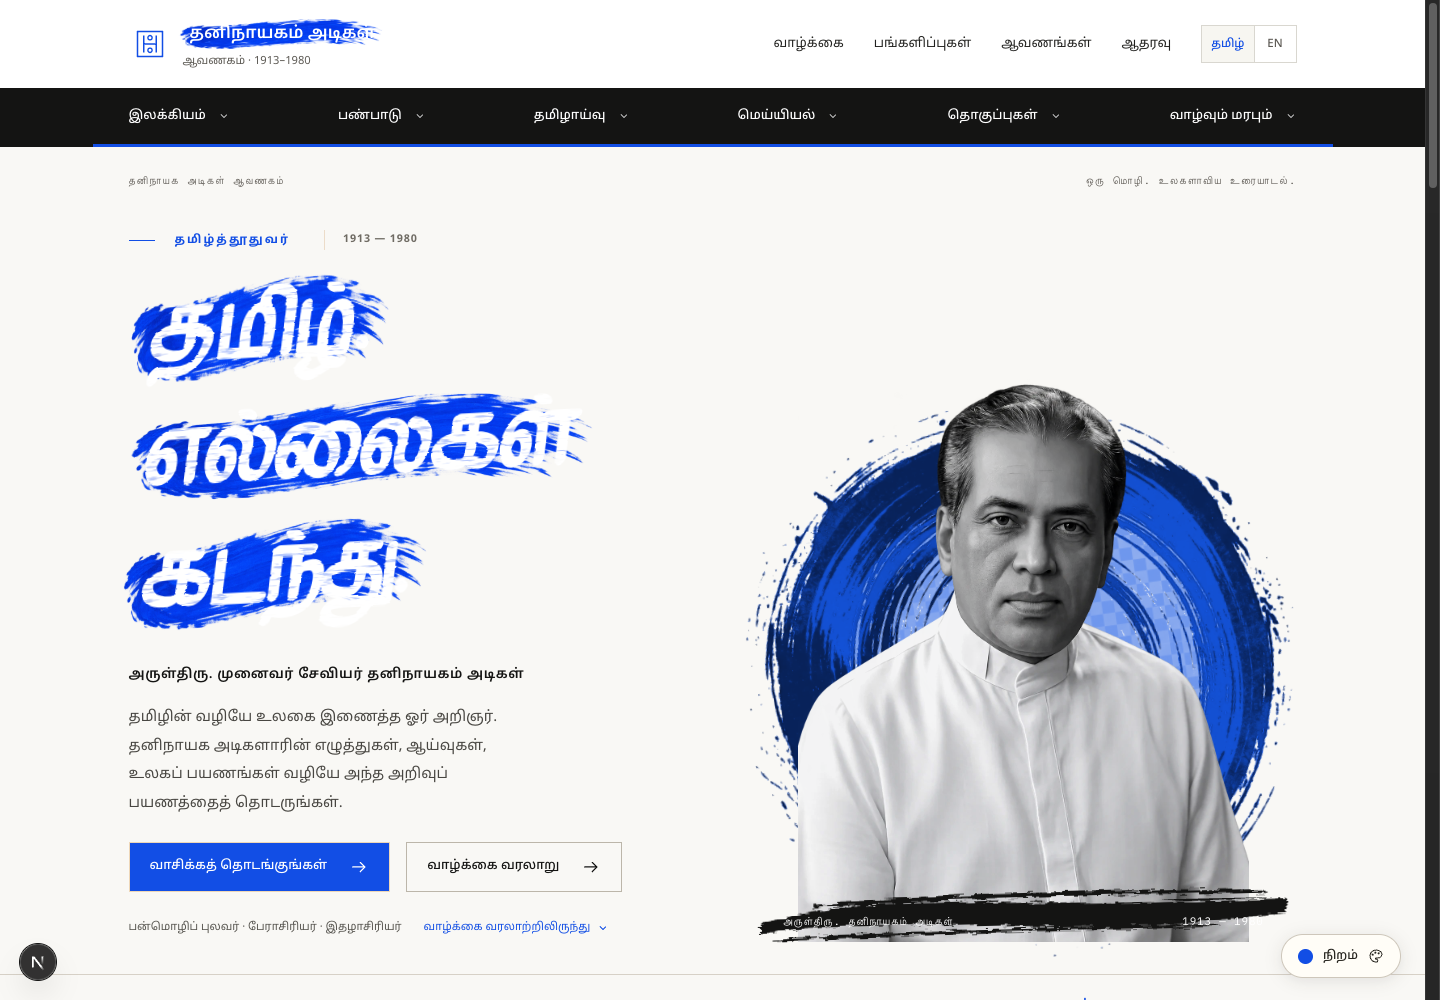 தனிநாயகம் அடிகள்
ஆவணகம் · 1913–1980
வாழ்க்கை பங்களிப்புகள் ஆவணங்கள் ஆதரவு தமிழ் EN
இலக்கியம் பண்பாடு தமிழாய்வு மெய்யியல் தொகுப்புகள் வாழ்வும் மரபும்
தனிநாயக அடிகள் ஆவணகம் ஒரு மொழி. உலகளாவிய உரையாடல்.
தமிழ்த்தூதுவர் 1913 — 1980
தமிழ்
எல்லைகள்
கடந்து
அருள்திரு. முனைவர் சேவியர் தனிநாயகம் அடிகள்
தமிழின் வழியே உலகை இணைத்த ஓர் அறிஞர்.
தனிநாயக அடிகளாரின் எழுத்துகள், ஆய்வுகள்,
உலகப் பயணங்கள் வழியே அந்த அறிவுப்
பயணத்தைத் தொடருங்கள்.
வாசிக்கத் தொடங்குங்கள் வாழ்க்கை வரலாறு
பன்மொழிப் புலவர் · பேராசிரியர் · இதழாசிரியர் வாழ்க்கை வரலாற்றிலிருந்து
அருள்திரு. தனிநாயகம் அடிகள் 1913 —
N
நிறம்